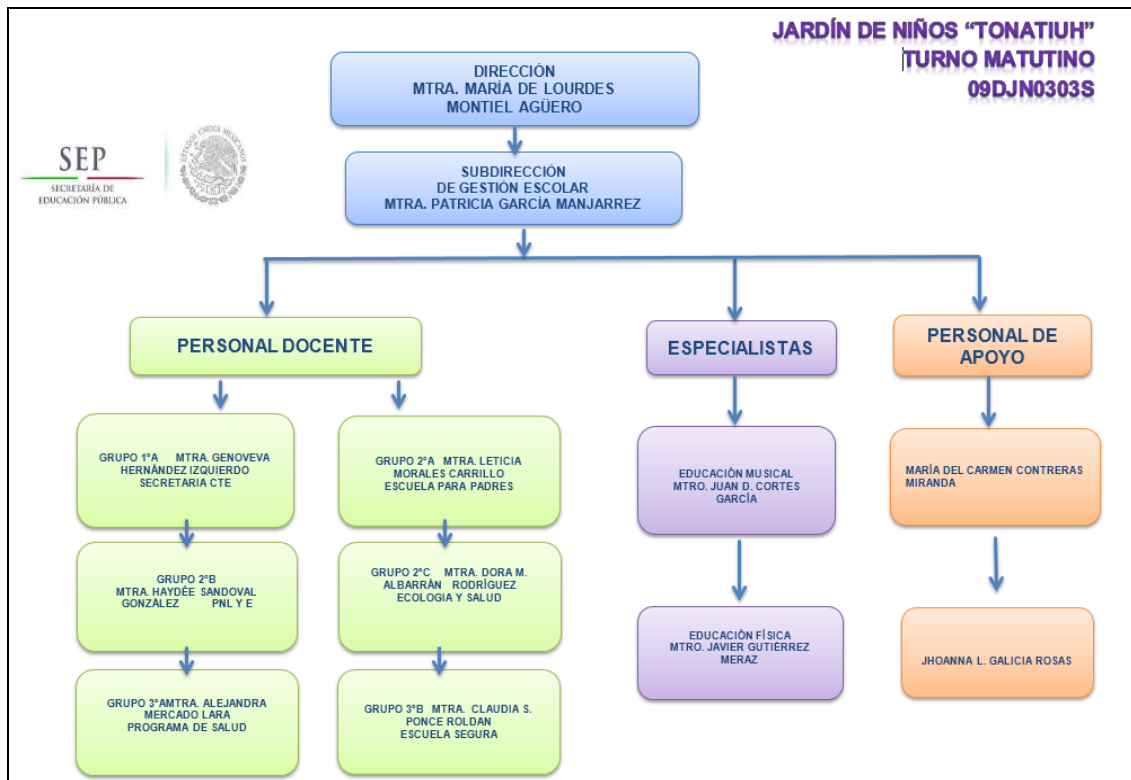 JARDÍN DE NIÑOS “TONATIUH”
TURNO MATUTINO
09DJN0303S
DIRECCIÓN
MTRA. MARÍA DE LOURDES
MONTIEL AGÜERO
SEP
SECRETARÍA DE
EDUCACIÓN PÚBLICA
ESTADOS UNIDOS MEXICANOS
SUBDIRECCIÓN
DE GESTIÓN ESCOLAR
MTRA. PATRICIA GARCÍA MANJARREZ
PERSONAL DOCENTE
ESPECIALISTAS
PERSONAL DE
APOYO
GRUPO 1°A MTRA. GENOVEVA
HERNÁNDEZ IZQUIERDO
SECRETARIA CTE
GRUPO 2°A MTRA. LETICIA
MORALES CARRILLO
ESCUELA PARA PADRES
EDUCACIÓN MUSICAL
MTRO. JUAN D. CORTES
GARCÍA
MARÍA DEL CARMEN CONTRERAS
MIRANDA
GRUPO 2°B
MTRA. HAYDÉE SANDOVAL
GONZÀLEZ PNL Y E
GRUPO 2°C MTRA. DORA M.
ALBARRÁN RODRÍGUEZ
ECOLOGIA Y SALUD
EDUCACIÓN FÍSICA
MTRO. JAVIER GUTIÉRREZ
MERAZ
JHOANNA L. GALICIA ROSAS
GRUPO 3°AMTRA. ALEJANDRA
MERCADO LARA
PROGRAMA DE SALUD
GRUPO 3°B MTRA. CLAUDIA S.
PONCE ROLDAN
ESCUELA SEGURA